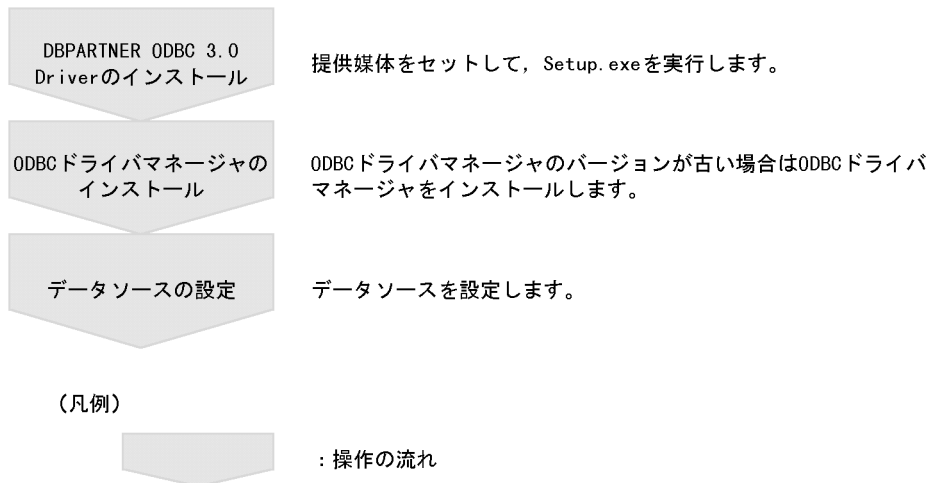 DBPARTNER ODBC 3.0
Driverのインストール
提供媒体をセットして，Setup.exeを実行します。
ODBCドライバマネージャの
インストール
ODBCドライバマネージャのバージョンが古い場合はODBCドライバ
マネージャをインストールします。
データソースの設定
データソースを設定します。
（凡例）
：操作の流れ